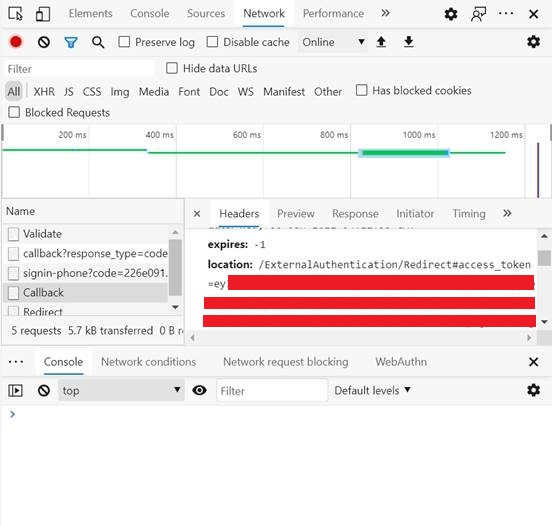 Elements Console Sources Network Performance
Preserve log Disable cache Online
Filter Hide data URLs
All XHR JS CSS Img Media Font Doc WS Manifest Other Has blocked cookies
Blocked Requests
200 ms 400 ms 600 ms 800 ms 1000 ms 1200 ms
Name
Validate
callback?response_type=code
signin-phone?code=226e091.
Callback
Redirect
5 requests 5.7 kB transferred 0 B r
Headers Preview Response Initiator Timing
expires: -1
location: /ExternalAuthentication/Redirect#access_token
=ey
Console Network conditions Network request blocking WebAuthn
top Filter Default levels